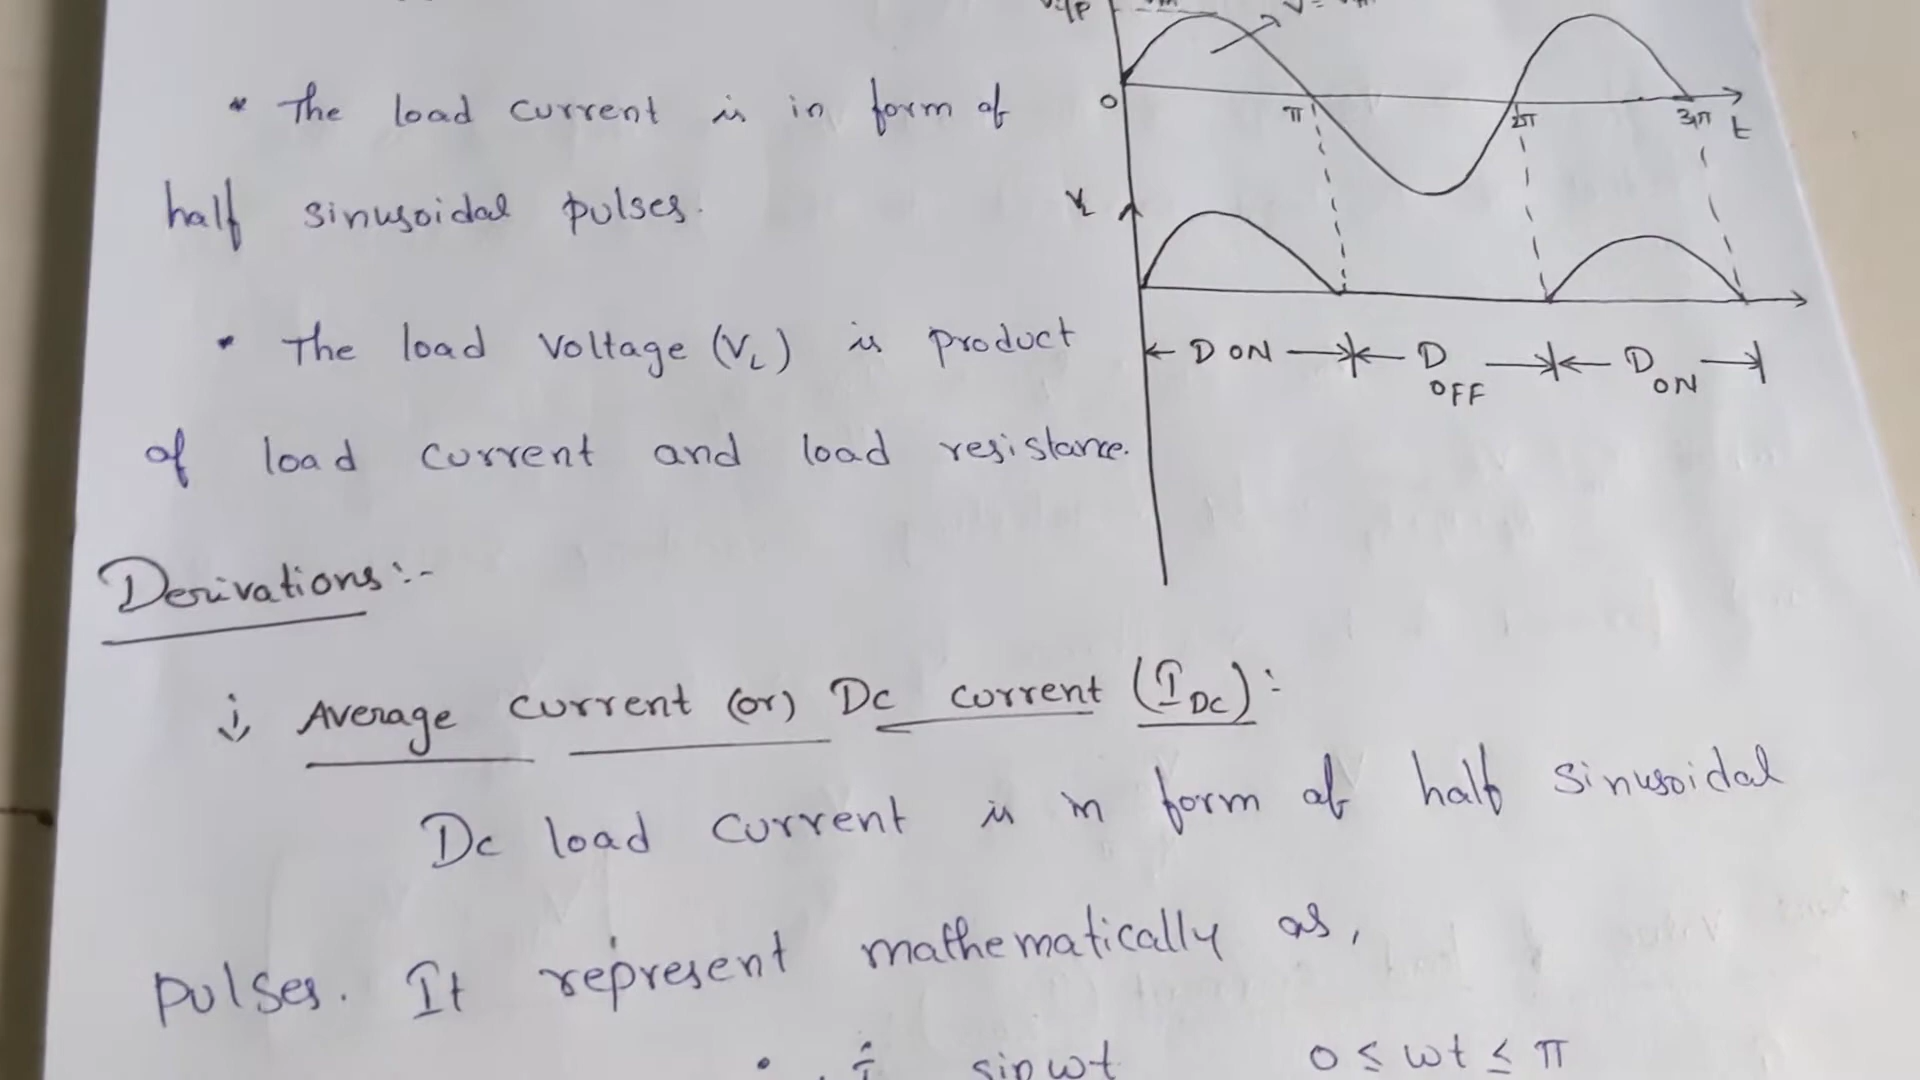 * The load current is in form of
half sinusoidal pulses.
• The load voltage (VL) is product
of load current and load resistance.
0 π 2π 3π t
VL
D ON D OFF D ON
Derivations:-
i, Average current (or) Dc current (IDC):
Dc load current is in form of half sinusoidal
pulses. It represent mathematically as,
sin wt 0 ≤ wt ≤ π